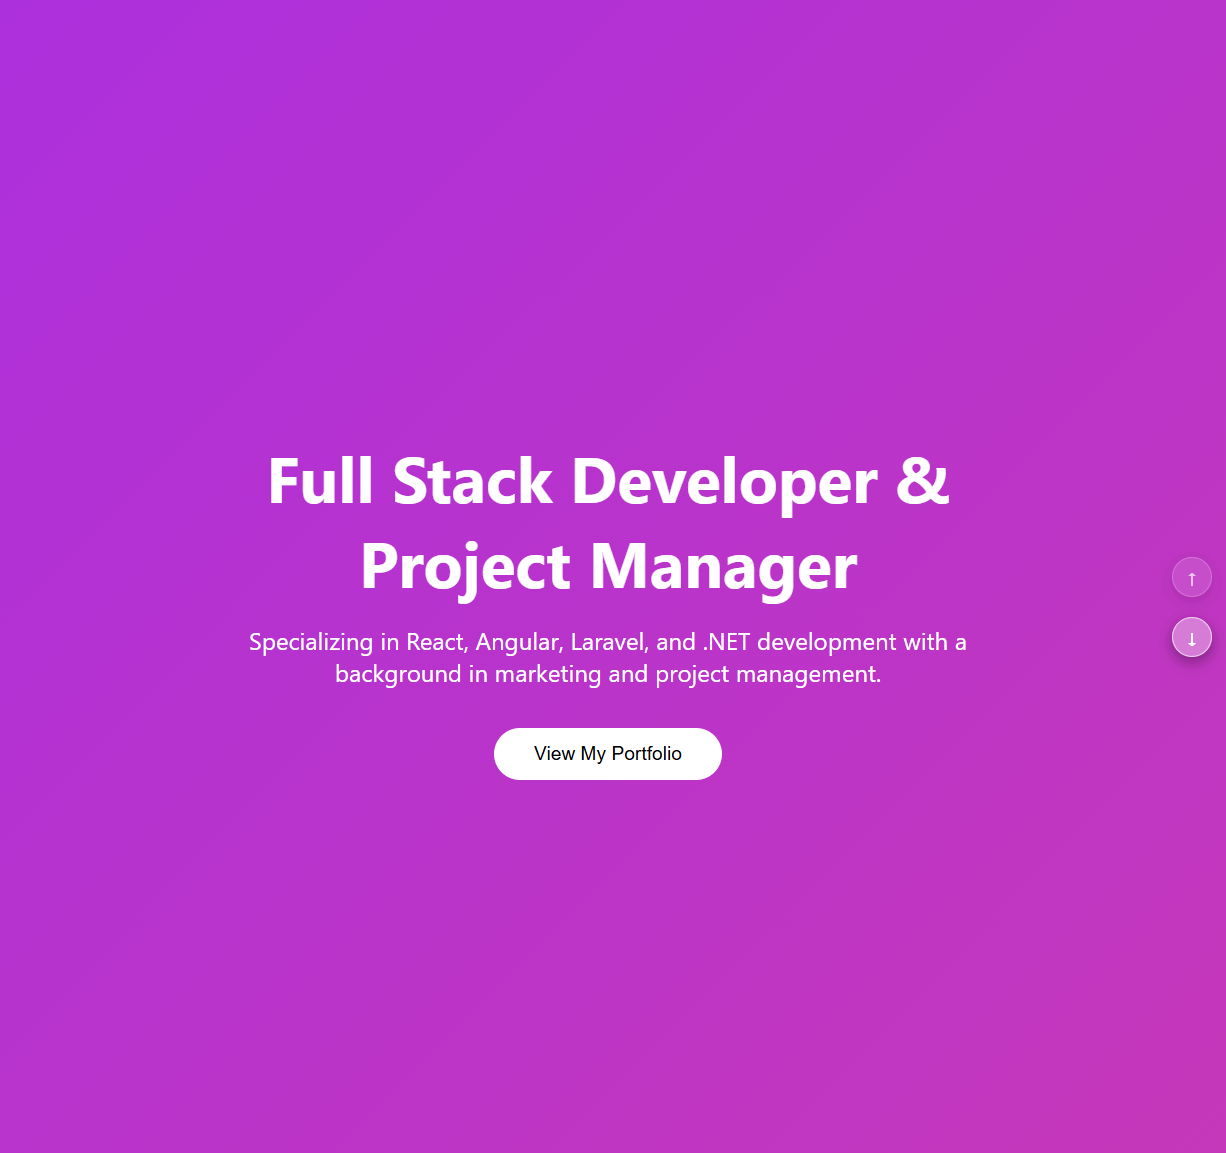 Full Stack Developer &
Project Manager
Specializing in React, Angular, Laravel, and .NET development with a
background in marketing and project management.
View My Portfolio
↑
↓